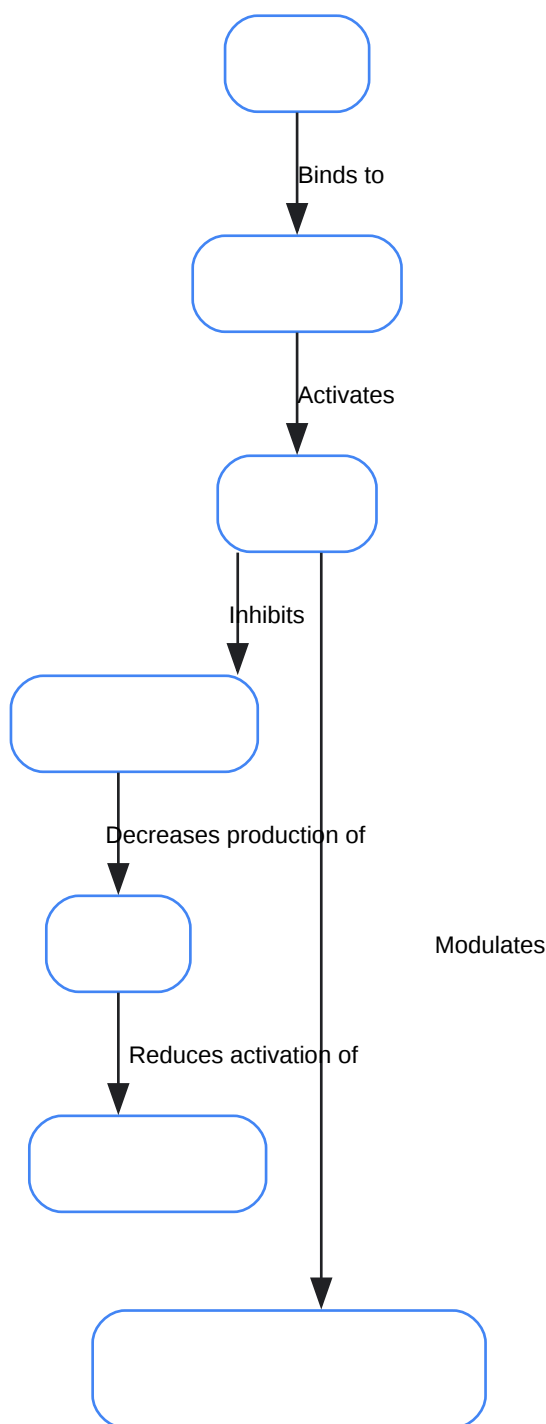 Binds to
Activates
Inhibits
Decreases production of
Modulates
Reduces activation of